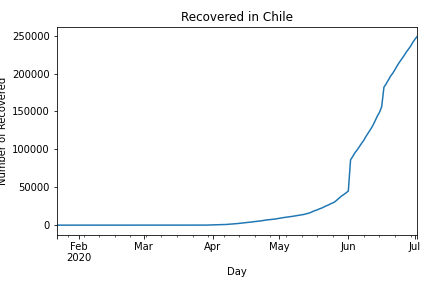 Recovered in Chile
Number of Recovered
250000
200000
150000
100000
50000
0
Feb Mar Apr May Jun Jul
2020
Day